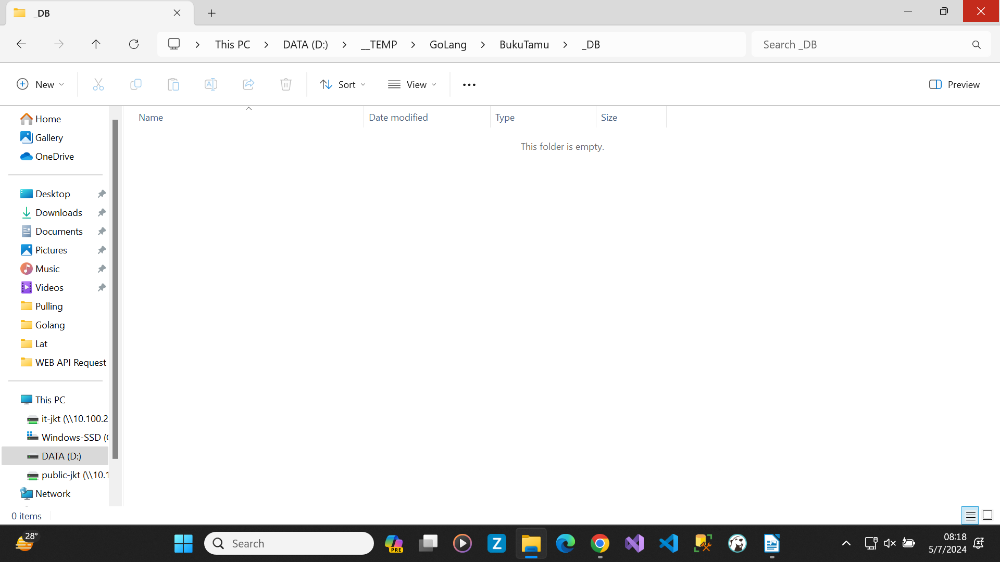 _DB
This PC
DATA (D:)
__TEMP
GoLang
BukuTamu
_DB
Search _DB
New
Sort
View
Preview
Name
Date modified
Type
Size
This folder is empty.
Home
Gallery
OneDrive
Desktop
Downloads
Documents
Pictures
Music
Videos
Pulling
Golang
Lat
WEB API Request
This PC
it-jkt (\\10.100.2
Windows-SSD (
DATA (D:)
public-jkt (\\10.1
Network
0 items
28°
Search
PRE
Z
08:18
5/7/2024